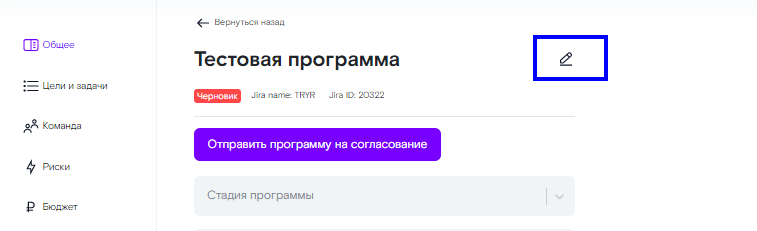 Вернуться назад
Общее
Тестовая программа
Цели и задачи
Черновик Jira name: TRYR Jira ID: 20322
Команда
Отправить программу на согласование
Риски
Стадия программы
Бюджет